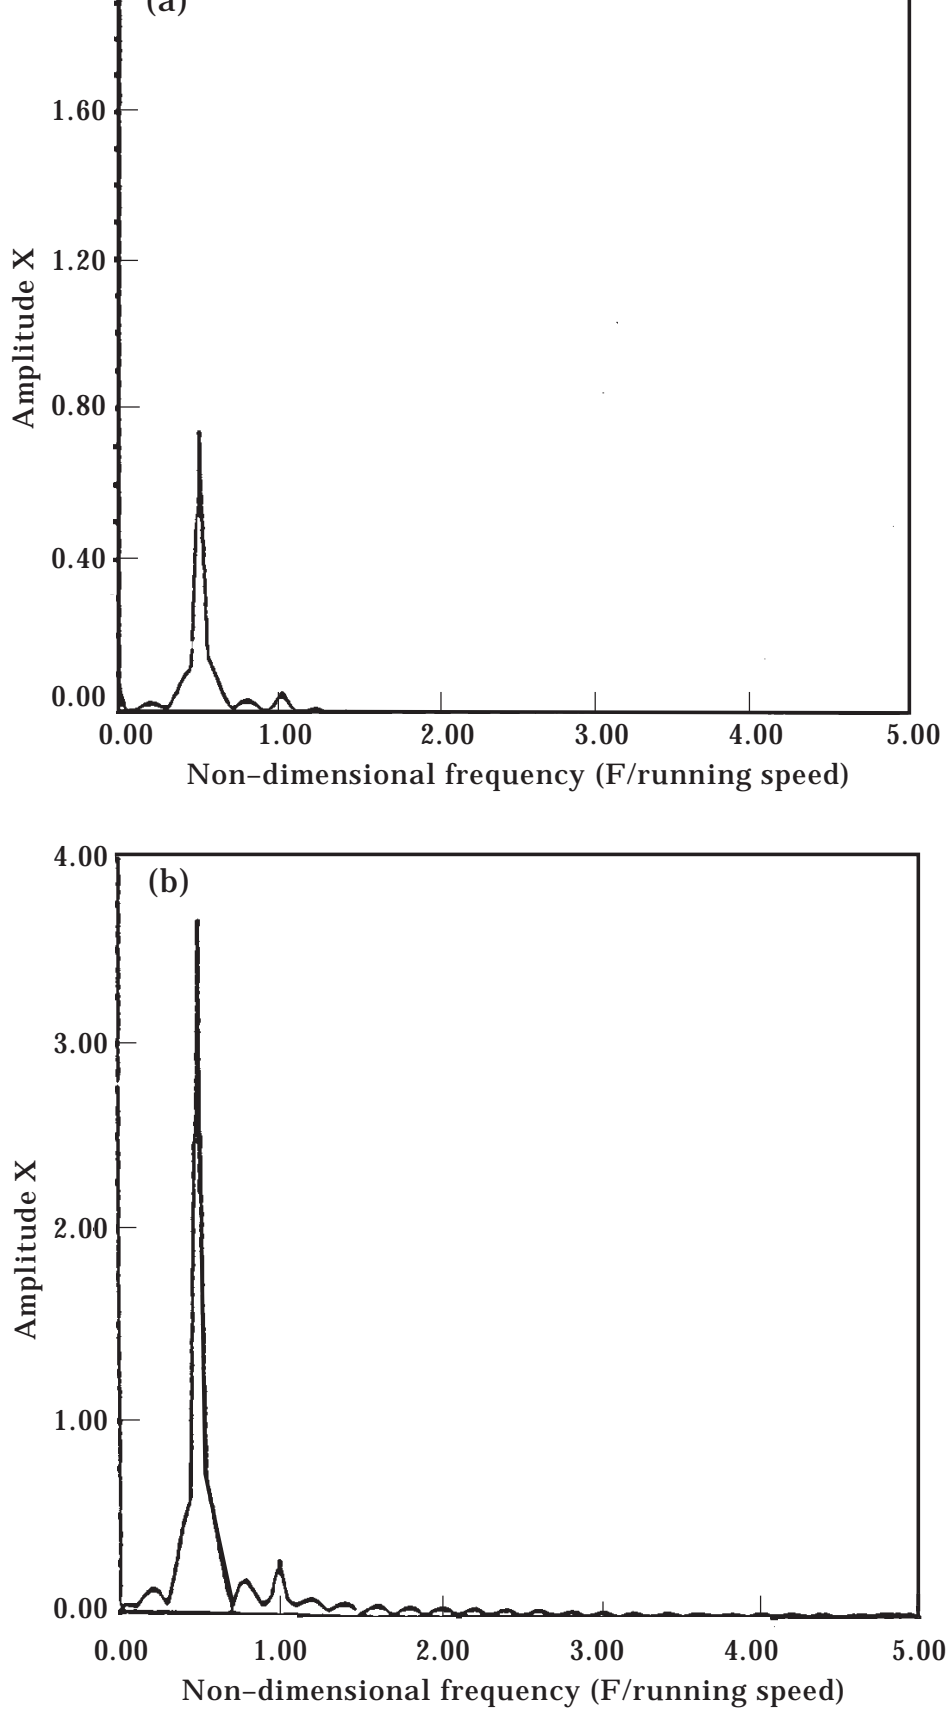 (a)
1.60
1.20
0.80
0.40
0.00
Amplitude X
0.00 1.00 2.00 3.00 4.00 5.00
Non-dimensional frequency (F/running speed)
4.00
(b)
3.00
2.00
1.00
0.00
Amplitude X
0.00 1.00 2.00 3.00 4.00 5.00
Non-dimensional frequency (F/running speed)